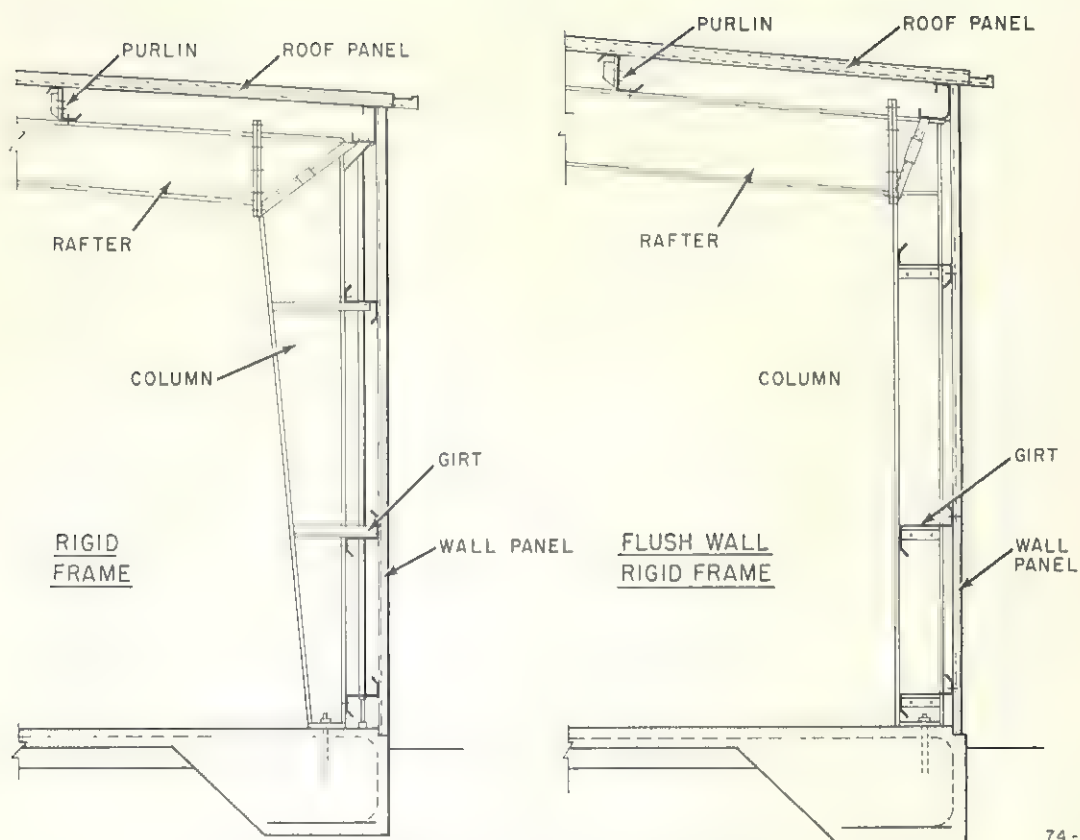 PURLIN
ROOF PANEL
RAFTER
COLUMN
GIRT
WALL PANEL
RIGID
FRAME
PURLIN
ROOF PANEL
RAFTER
COLUMN
GIRT
WALL
PANEL
FLUSH WALL
RIGID FRAME
74-